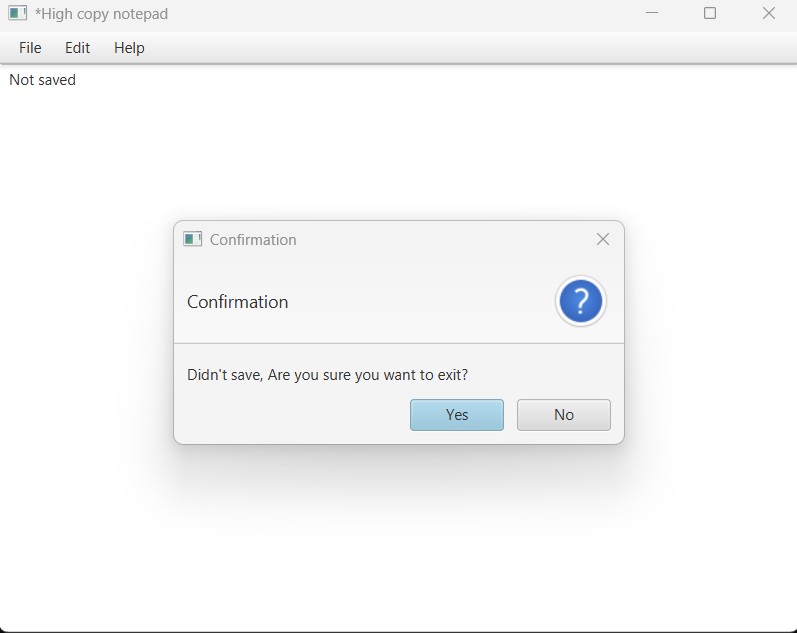 *High copy notepad
File Edit Help
Not saved
Confirmation
Confirmation
?
Didn't save, Are you sure you want to exit?
Yes No